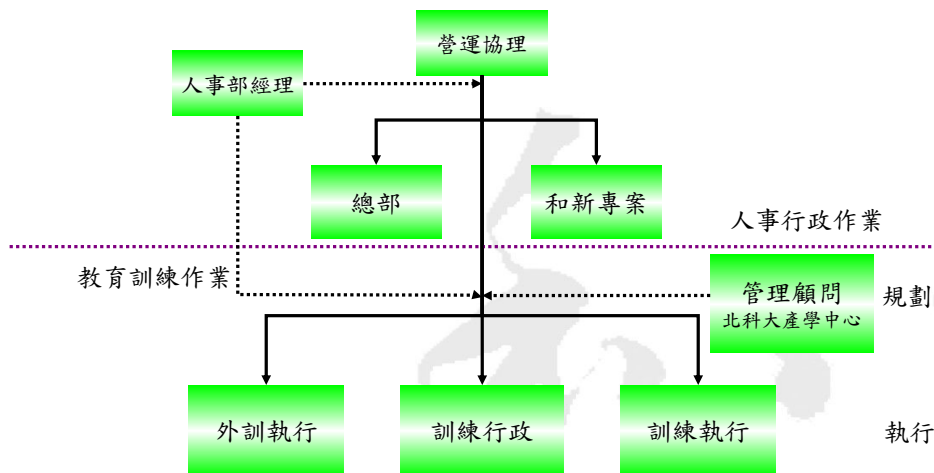 營運協理
人事部經理
總部
和新專案
人事行政作業
教育訓練作業
管理顧問
北科大產學中心
規劃
外訓執行
訓練行政
訓練執行
執行